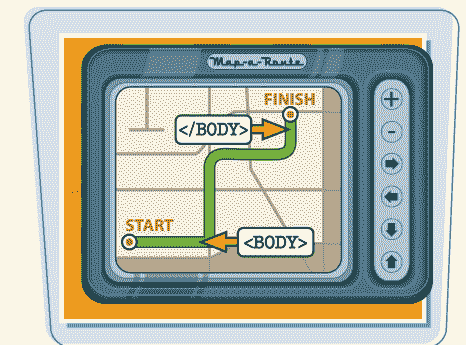 Map-a-Route
FINISH
</BODY>
START
<BODY>